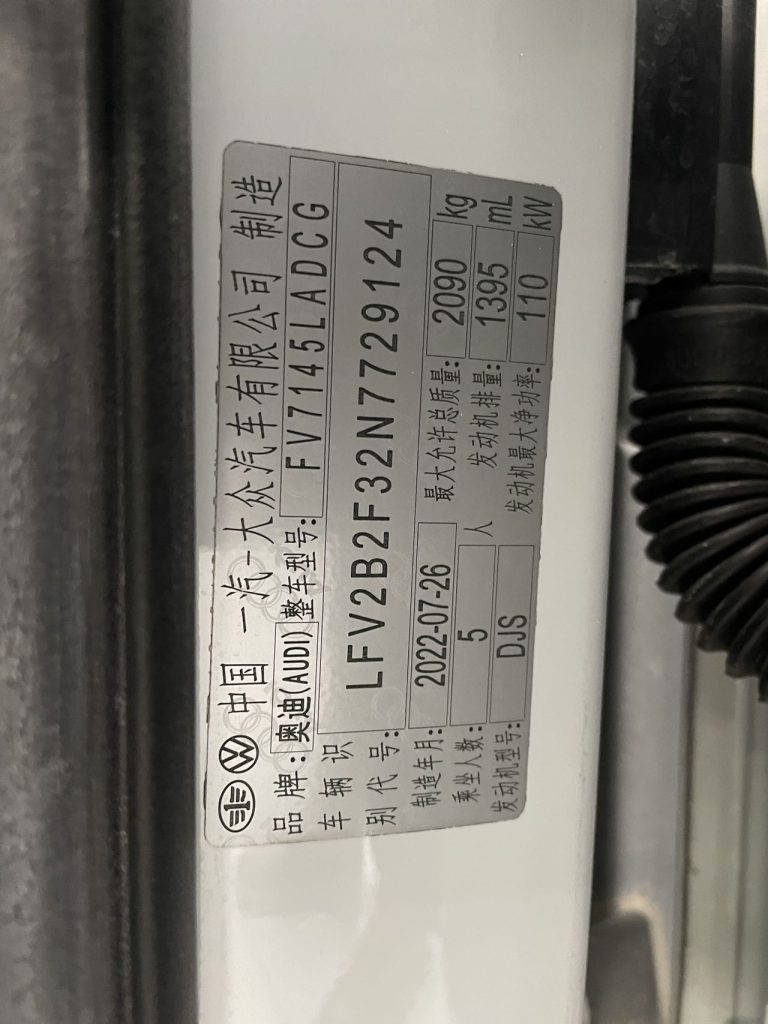 中国 一汽-大众汽车有限公司 制造
品牌: 奥迪(AUDI) 整车型号: FV7145LADCG
车辆识别代号: LFV2B2F32N7729124
制造年月: 2022-07-26 最大允许总质量: 2090 kg
乘坐人数: 5 人 发动机排量: 1395 mL
发动机型号: DJS 发动机最大净功率: 110 kW